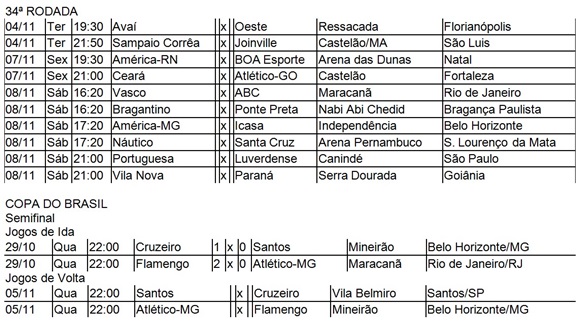 34ª RODADA
04/11 Ter 19:30 Avaí x Oeste Ressacada Florianópolis
04/11 Ter 21:50 Sampaio Corrêa x Joinville Castelão/MA São Luis
07/11 Sex 19:30 América-RN x BOA Esporte Arena das Dunas Natal
07/11 Sex 21:00 Ceará x Atlético-GO Castelão Fortaleza
08/11 Sáb 16:20 Vasco x ABC Maracanã Rio de Janeiro
08/11 Sáb 16:20 Bragantino x Ponte Preta Nabi Abi Chedid Bragança Paulista
08/11 Sáb 17:20 América-MG x Icasa Independência Belo Horizonte
08/11 Sáb 17:20 Náutico x Santa Cruz Arena Pernambuco S. Lourenço da Mata
08/11 Sáb 21:00 Portuguesa x Luverdense Canindé São Paulo
08/11 Sáb 21:00 Vila Nova x Paraná Serra Dourada Goiânia
COPA DO BRASIL
Semifinal
Jogos de Ida
29/10 Qua 22:00 Cruzeiro 1 x 0 Santos Mineirão Belo Horizonte/MG
29/10 Qua 22:00 Flamengo 2 x 0 Atlético-MG Maracanã Rio de Janeiro/RJ
Jogos de Volta
05/11 Qua 22:00 Santos x Cruzeiro Vila Belmiro Santos/SP
05/11 Qua 22:00 Atlético-MG x Flamengo Mineirão Belo Horizonte/MG